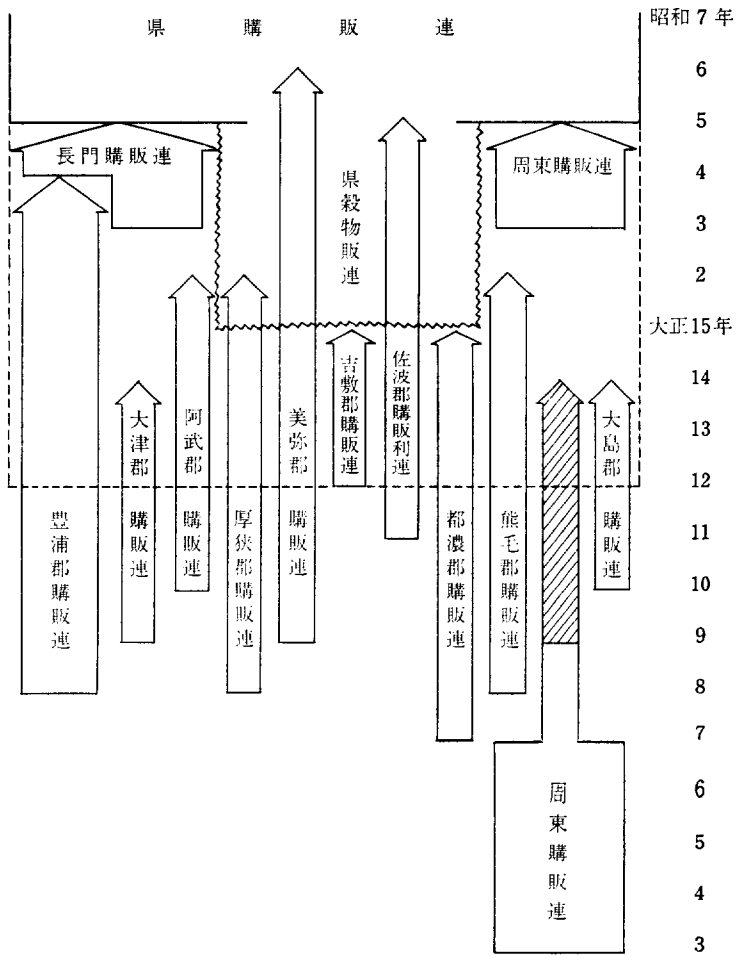 県購販連
長門購販連
周東購販連
県穀物販連
豊浦郡購販連
大津郡購販連
阿武郡購販連
厚狭郡購販連
美弥郡購販連
吉敷郡購販連
佐波郡購販利連
都濃郡購販連
熊毛郡購販連
大島郡購販連
周東購販連
昭和7年
6
5
4
3
2
大正15年
14
13
12
11
10
9
8
7
6
5
4
3